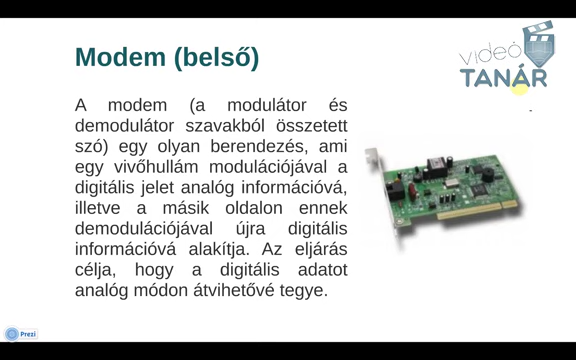 Modem (belső)
videó
TANÁR
A modem (a modulátor és
demodulátor szavakból összetett
szó) egy olyan berendezés, ami
egy vivőhullám modulációjával a
digitális jelet analóg információvá,
illetve a másik oldalon ennek
demodulációjával újra digitális
információvá alakítja. Az eljárás
célja, hogy a digitális adatot
analóg módon átvihetővé tegye.
Prezi